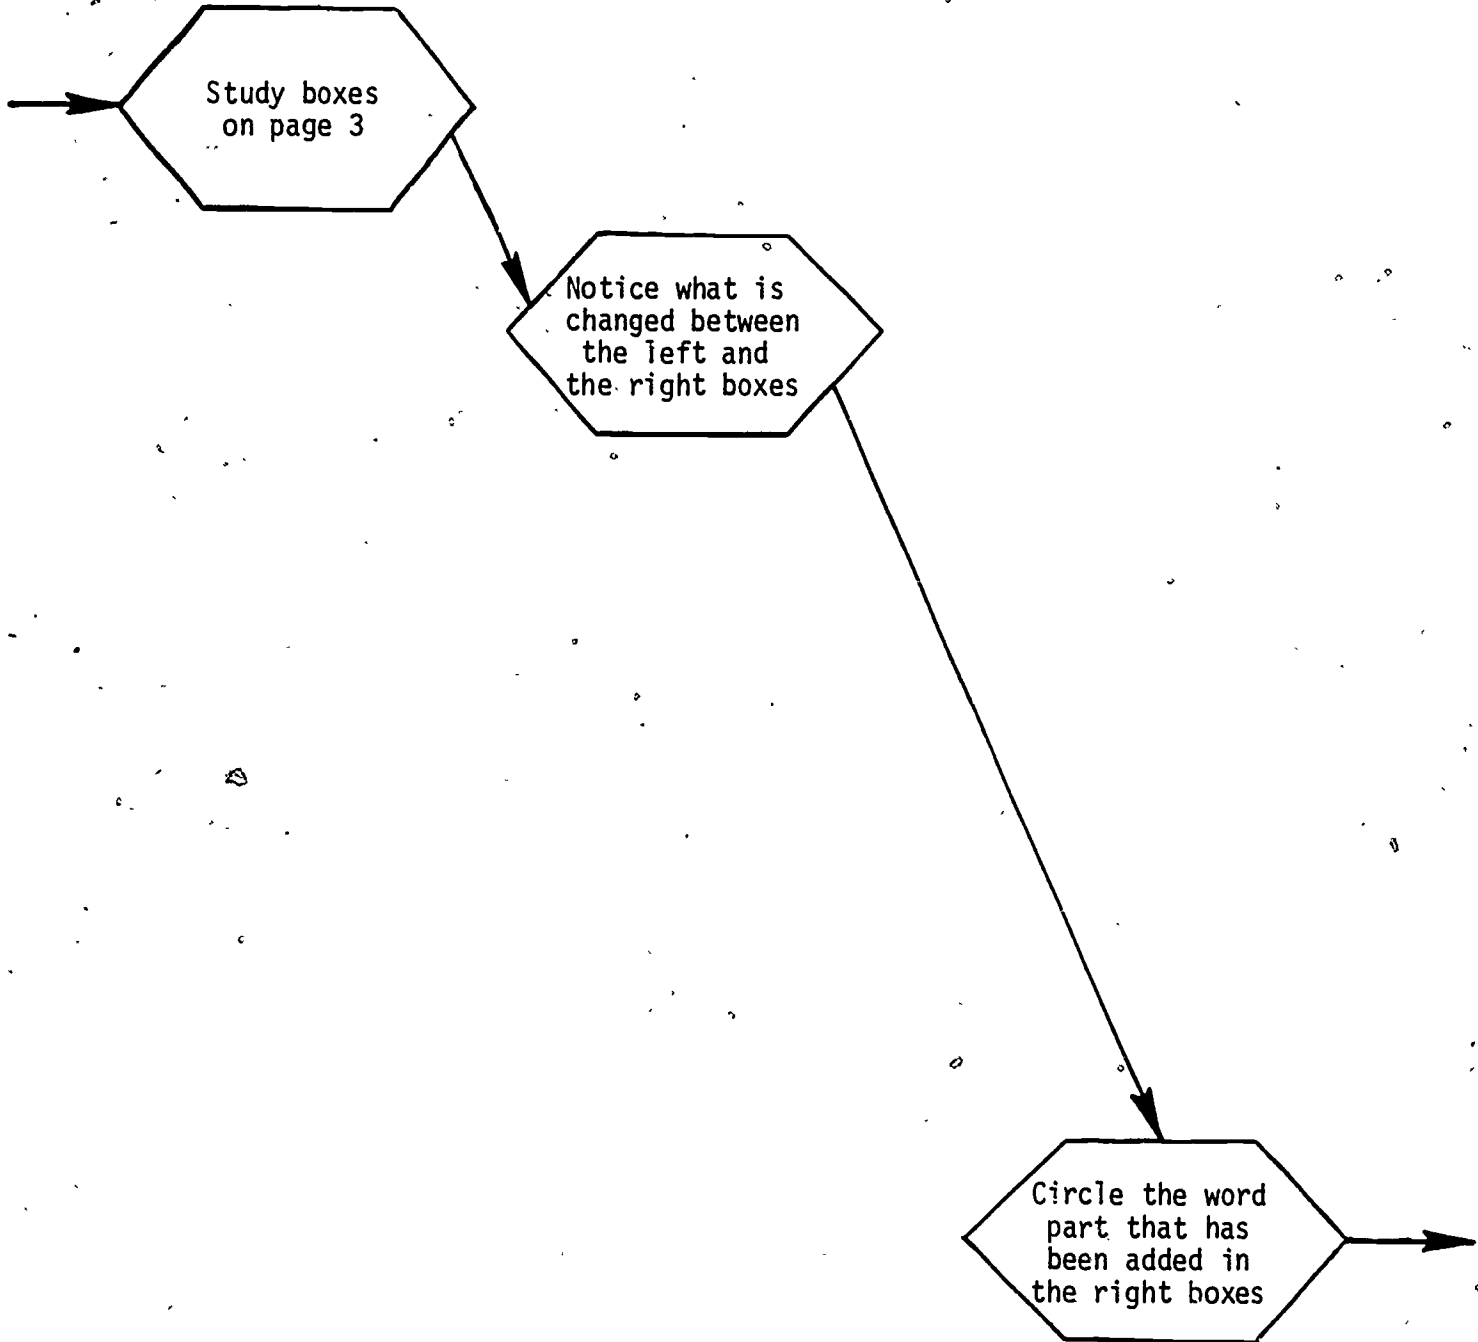 Study boxes
on page 3
Notice what is
changed between
the left and
the right boxes
Circle the word
part that has
been added in
the right boxes